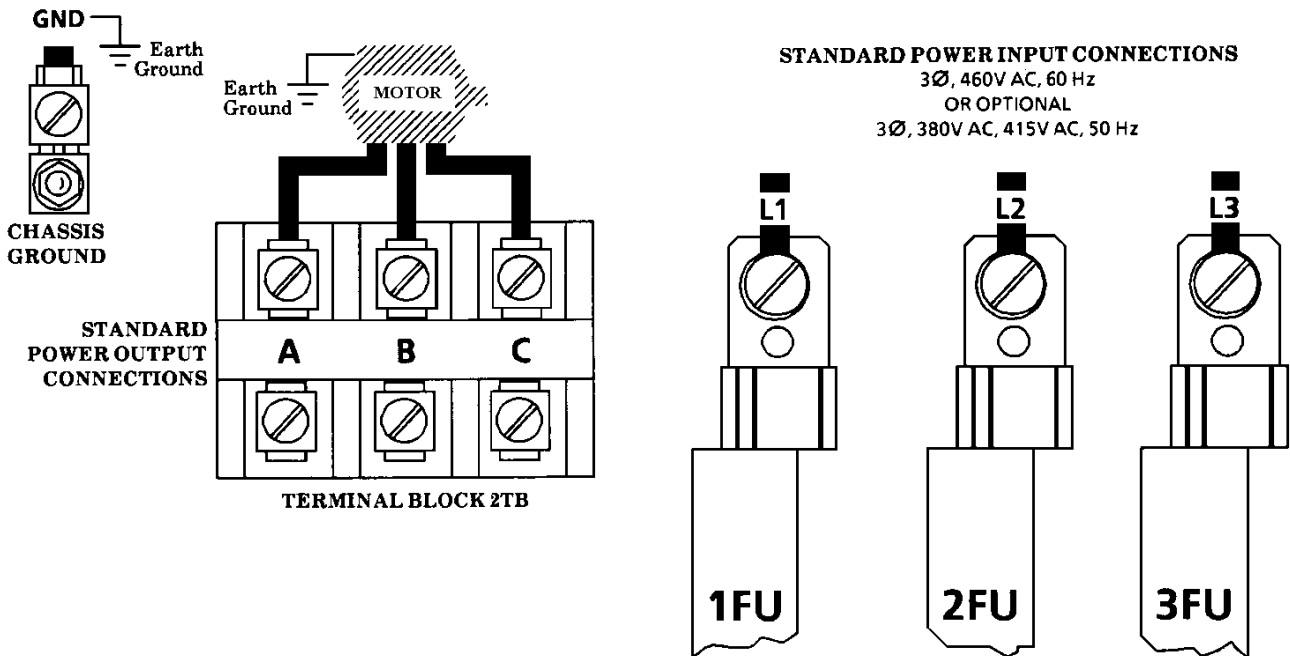 GND
Earth
Ground
CHASSIS
GROUND
Earth
Ground
MOTOR
STANDARD
POWER OUTPUT
CONNECTIONS
A B C
TERMINAL BLOCK 2TB
STANDARD POWER INPUT CONNECTIONS
3Ø, 460V AC, 60 Hz
OR OPTIONAL
3Ø, 380V AC, 415V AC, 50 Hz
L1 L2 L3
1FU 2FU 3FU